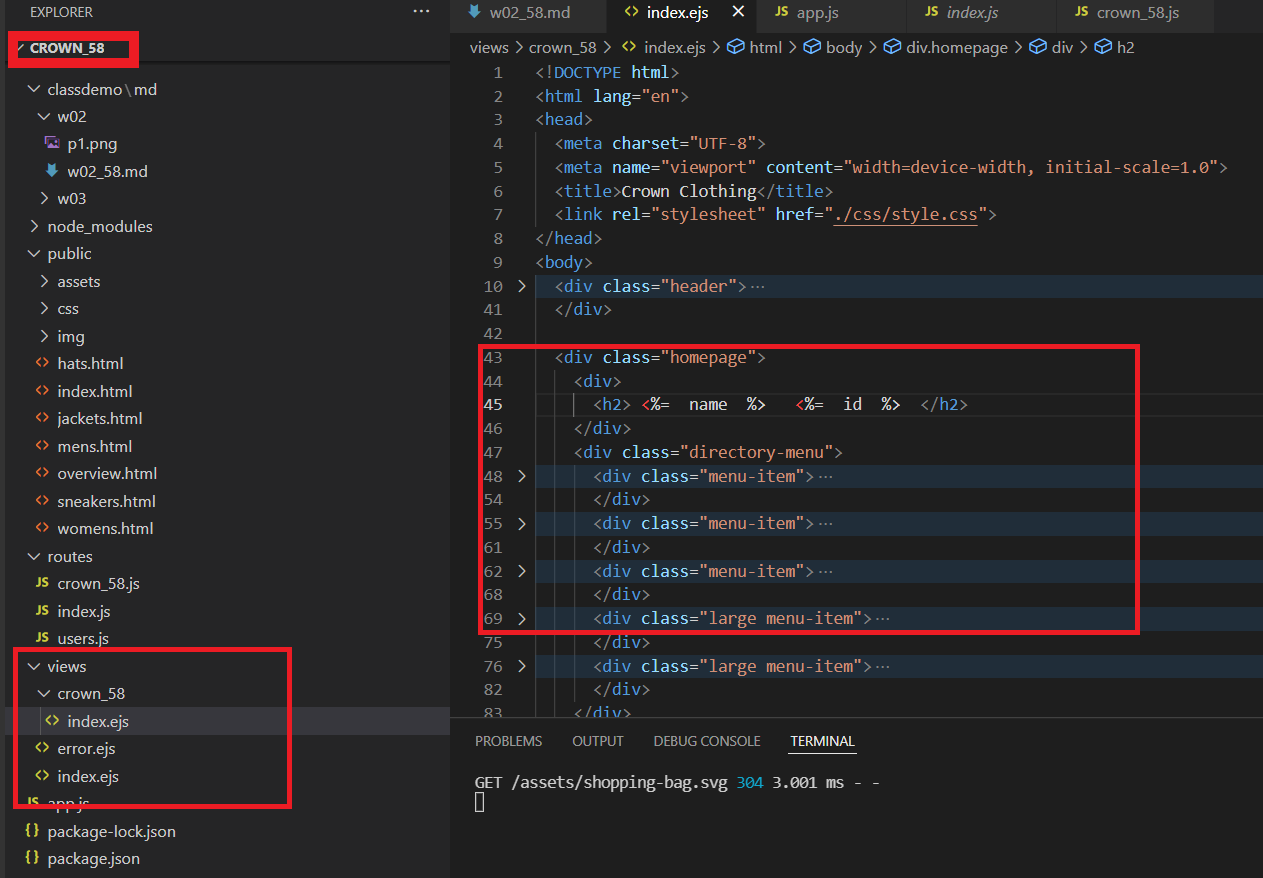 EXPLORER ···
CROWN_58
classdemo\md
w02
p1.png
w02_58.md
w03
node_modules
public
assets
css
img
<> hats.html
<> index.html
<> jackets.html
<> mens.html
<> overview.html
<> sneakers.html
<> womens.html
routes
JS crown_58.js
JS index.js
JS users.js
views
crown_58
<> index.ejs
<> error.ejs
<> index.ejs
JS app.js
{} package-lock.json
{} package.json
w02_58.md <> index.ejs × JS app.js JS index.js JS crown_58.js
views > crown_58 > <> index.ejs > html > body > div.homepage > div > h2
1 <!DOCTYPE html>
2 <html lang="en">
3 <head>
4 <meta charset="UTF-8">
5 <meta name="viewport" content="width=device-width, initial-scale=1.0">
6 <title>Crown Clothing</title>
7 <link rel="stylesheet" href="./css/style.css">
8 </head>
9 <body>
10 > <div class="header">···
41 </div>
42
43 <div class="homepage">
44 <div>
45 <h2> <%= name %> <%= id %> </h2>
46 </div>
47 <div class="directory-menu">
48 > <div class="menu-item">···
54 </div>
55 > <div class="menu-item">···
61 </div>
62 > <div class="menu-item">···
68 </div>
69 > <div class="large menu-item">···
75 </div>
76 > <div class="large menu-item">···
82 </div>
83 </div>
PROBLEMS OUTPUT DEBUG CONSOLE TERMINAL
GET /assets/shopping-bag.svg 304 3.001 ms - -